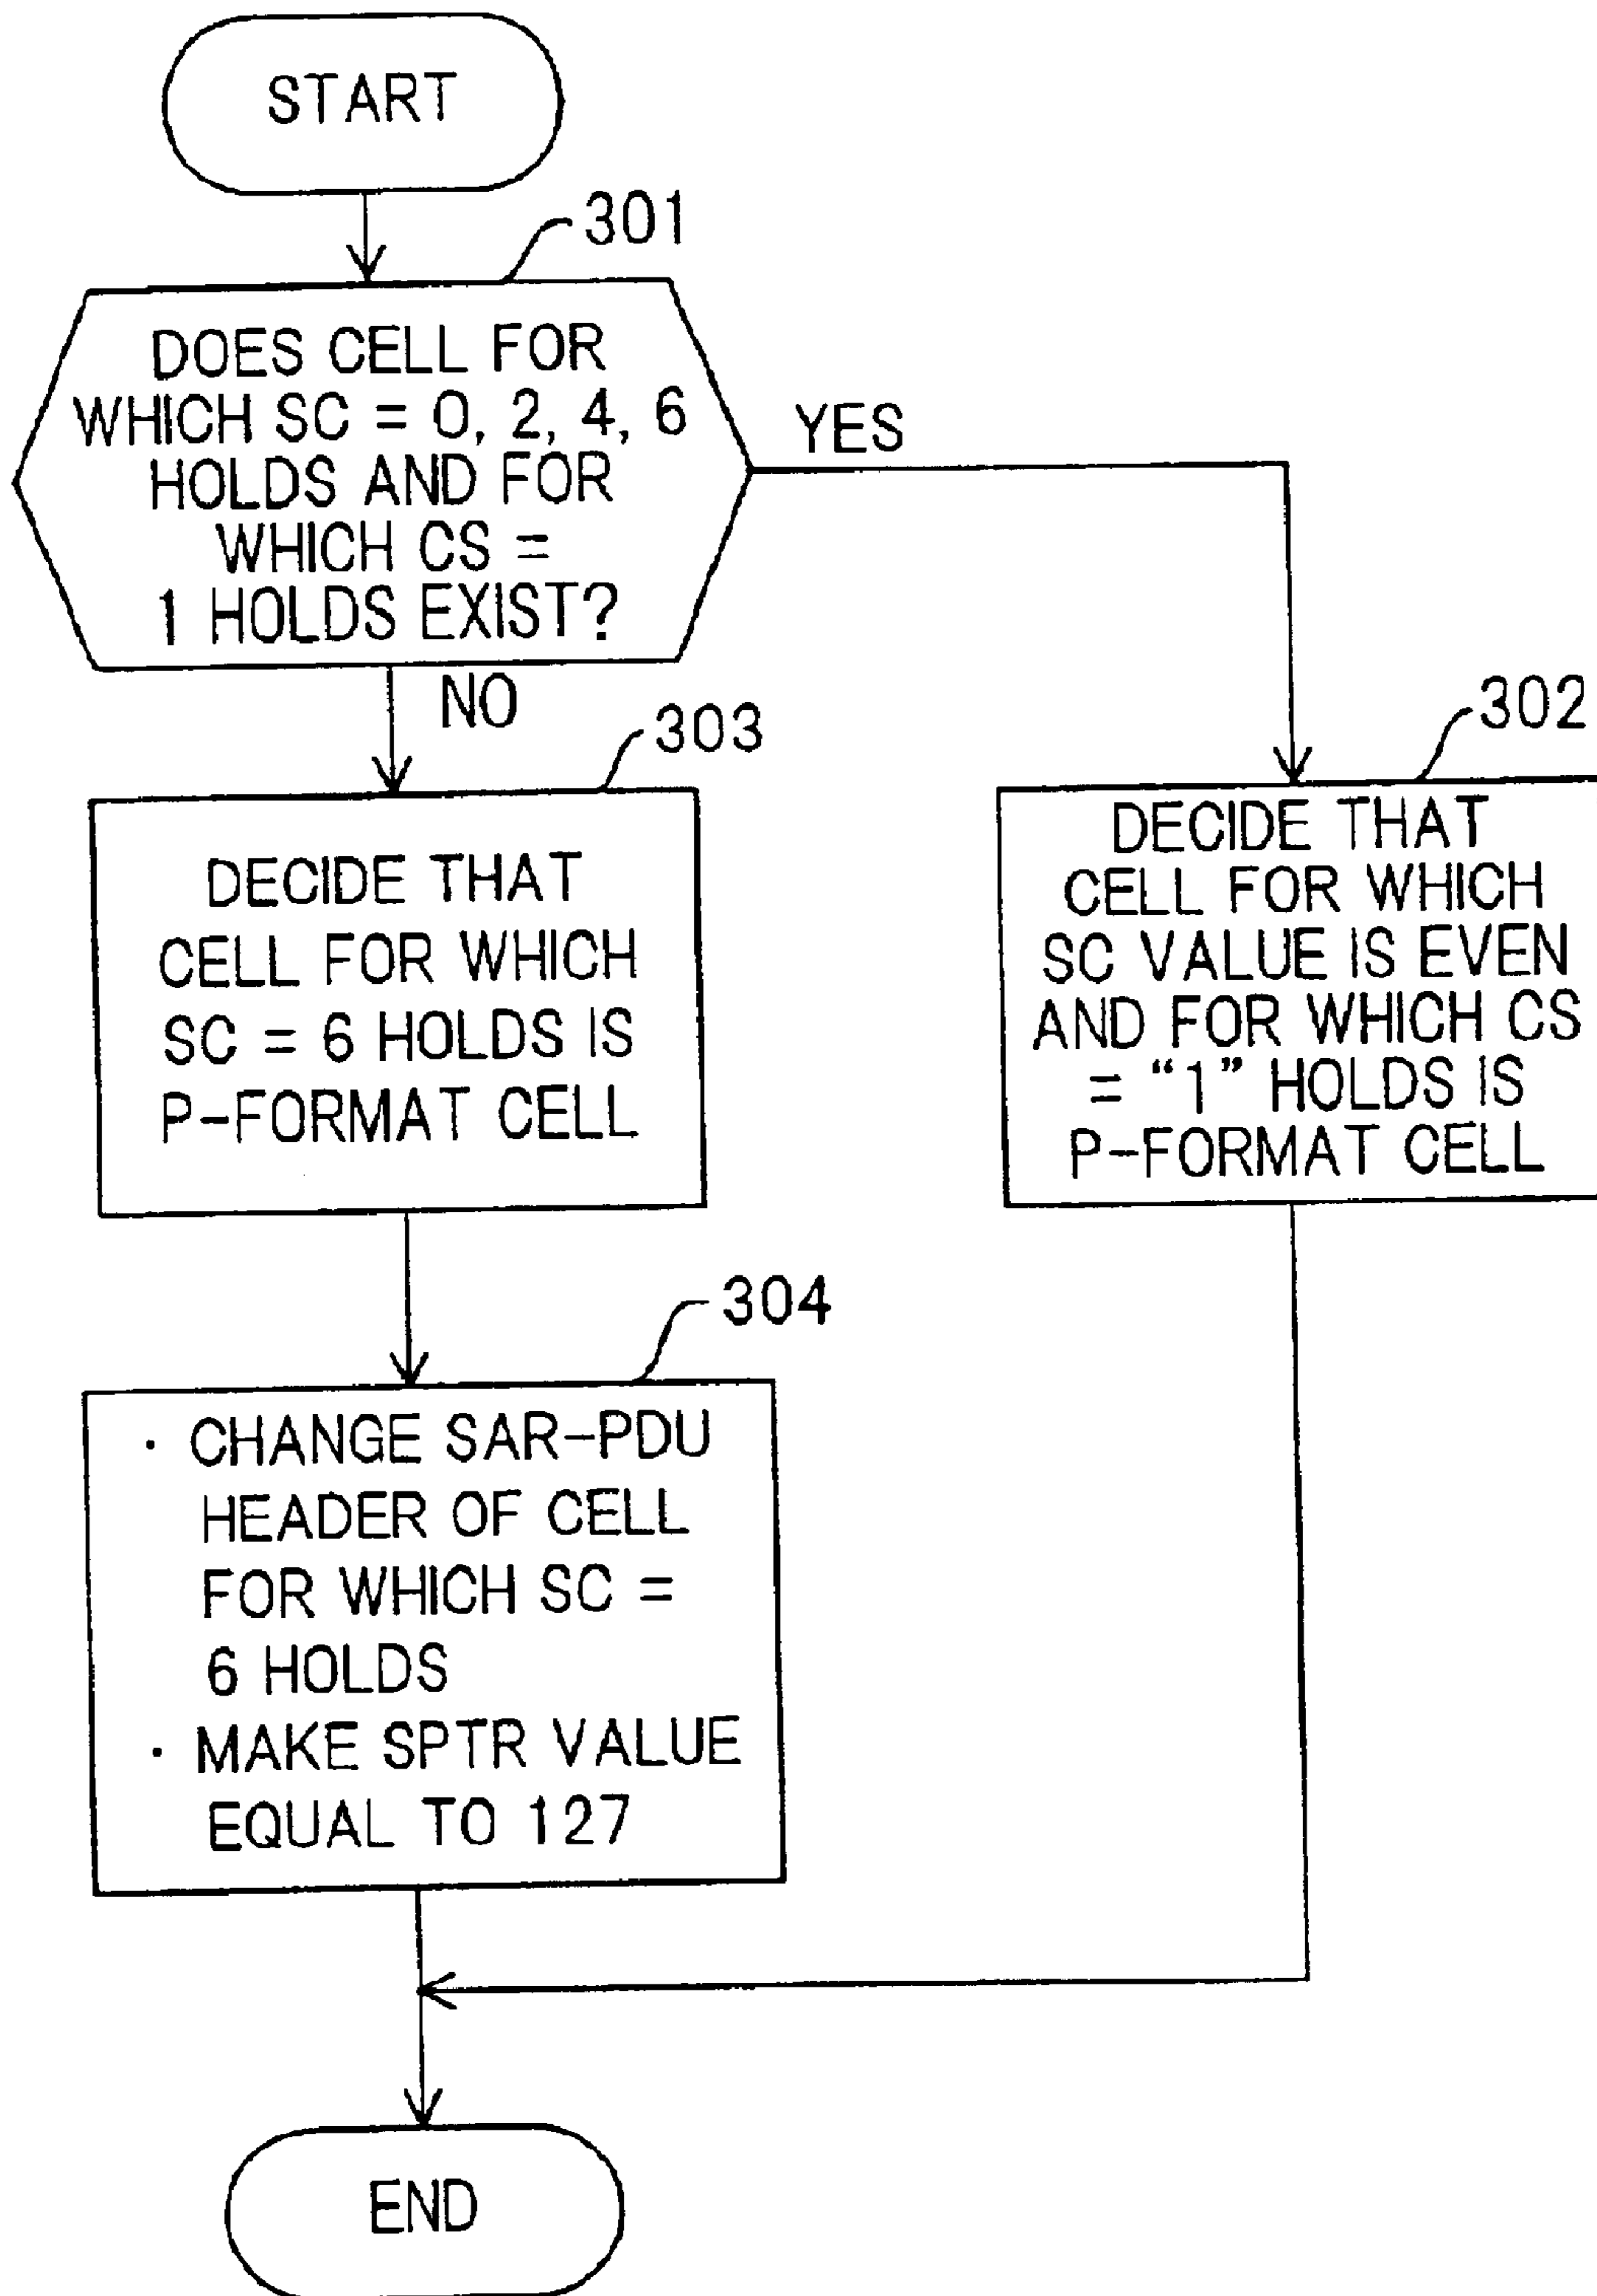 START
301
DOES CELL FOR
WHICH SC = 0, 2, 4, 6
HOLDS AND FOR
WHICH CS =
1 HOLDS EXIST?
YES
NO
303
DECIDE THAT
CELL FOR WHICH
SC = 6 HOLDS IS
P-FORMAT CELL
302
DECIDE THAT
CELL FOR WHICH
SC VALUE IS EVEN
AND FOR WHICH CS
= “1” HOLDS IS
P-FORMAT CELL
304
· CHANGE SAR-PDU
HEADER OF CELL
FOR WHICH SC =
6 HOLDS
· MAKE SPTR VALUE
EQUAL TO 127
END